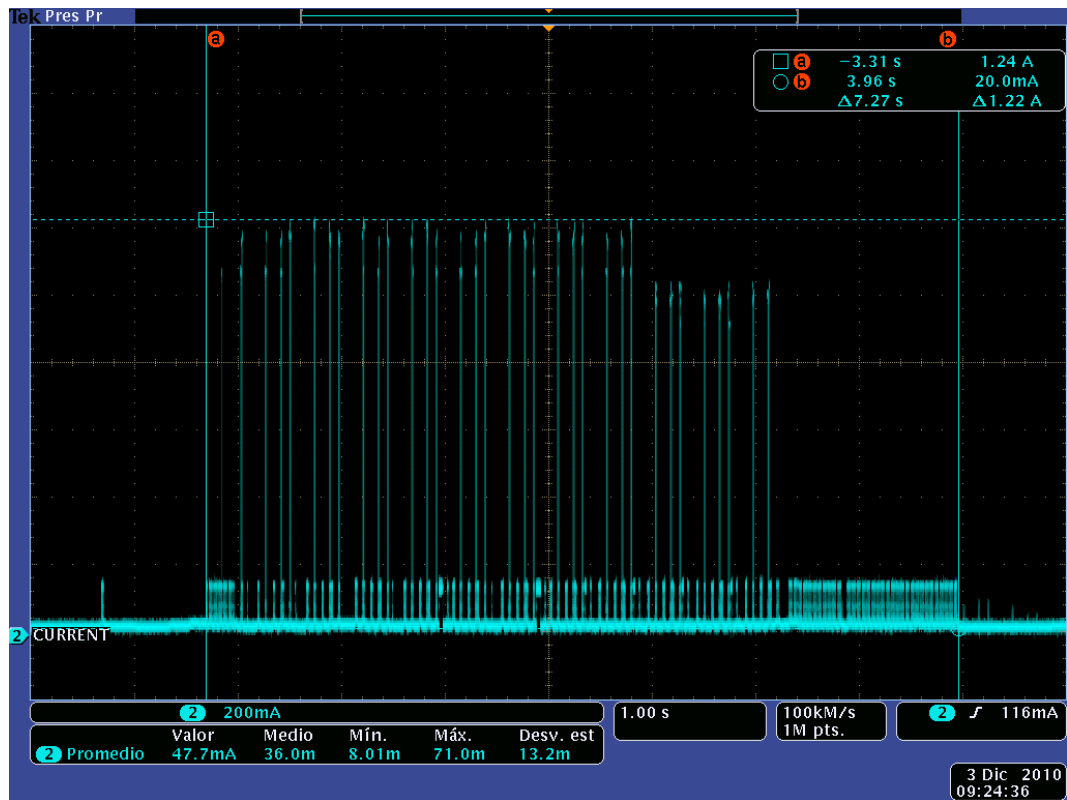 Tek Pres Pr
a
b
a −3.31 s 1.24 A
b 3.96 s 20.0mA
Δ7.27 s Δ1.22 A
2 CURRENT
2 200mA
1.00 s
100kM/s
1M pts.
2 116mA
Valor Medio Mín. Máx. Desv. est
2 Promedio 47.7mA 36.0m 8.01m 71.0m 13.2m
3 Dic 2010
09:24:36